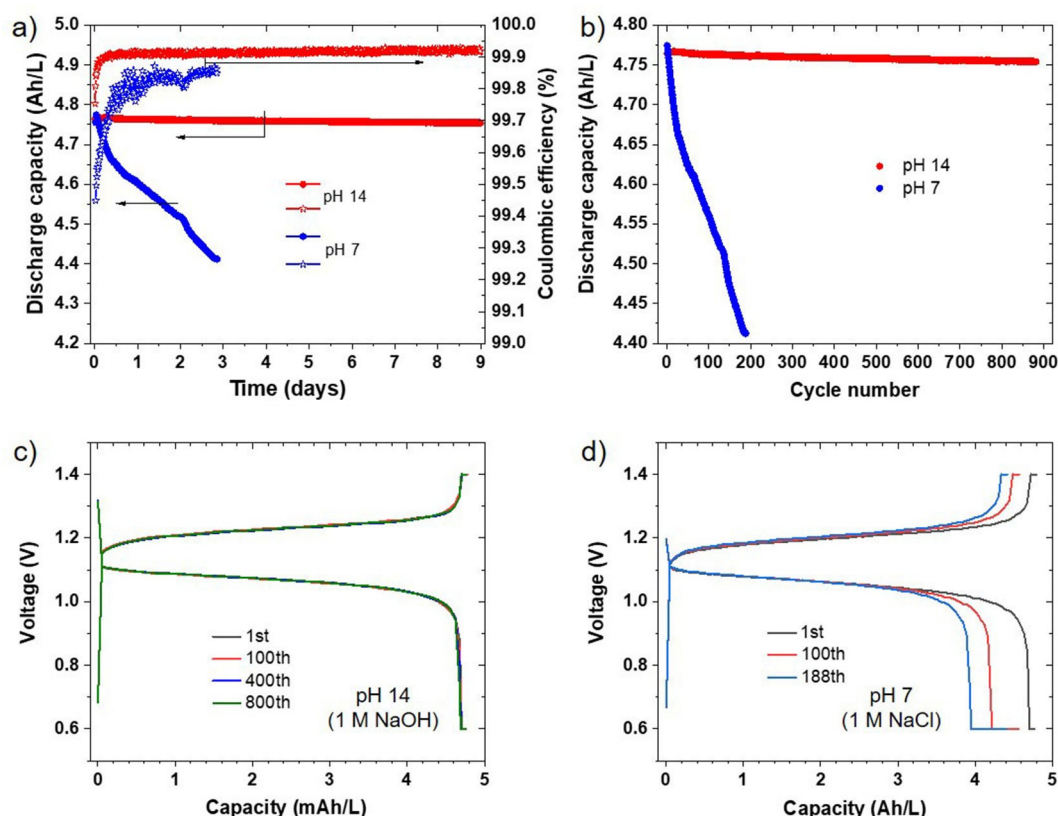 a)
5.0
4.9
4.8
4.7
4.6
4.5
4.4
4.3
4.2
Discharge capacity (Ah/L)
0 1 2 3 4 5 6 7 8 9
Time (days)
100.0
99.9
99.8
99.7
99.6
99.5
99.4
99.3
99.2
99.1
99.0
Coulombic efficiency (%)
pH 14
pH 7
b)
4.80
4.75
4.70
4.65
4.60
4.55
4.50
4.45
4.40
Discharge capacity (Ah/L)
0 100 200 300 400 500 600 700 800 900
Cycle number
pH 14
pH 7
c)
1.4
1.2
1.0
0.8
0.6
Voltage (V)
0 1 2 3 4 5
Capacity (mAh/L)
1st
100th
400th
800th
pH 14
(1 M NaOH)
d)
1.4
1.2
1.0
0.8
0.6
Voltage (V)
0 1 2 3 4 5
Capacity (Ah/L)
1st
100th
188th
pH 7
(1 M NaCl)